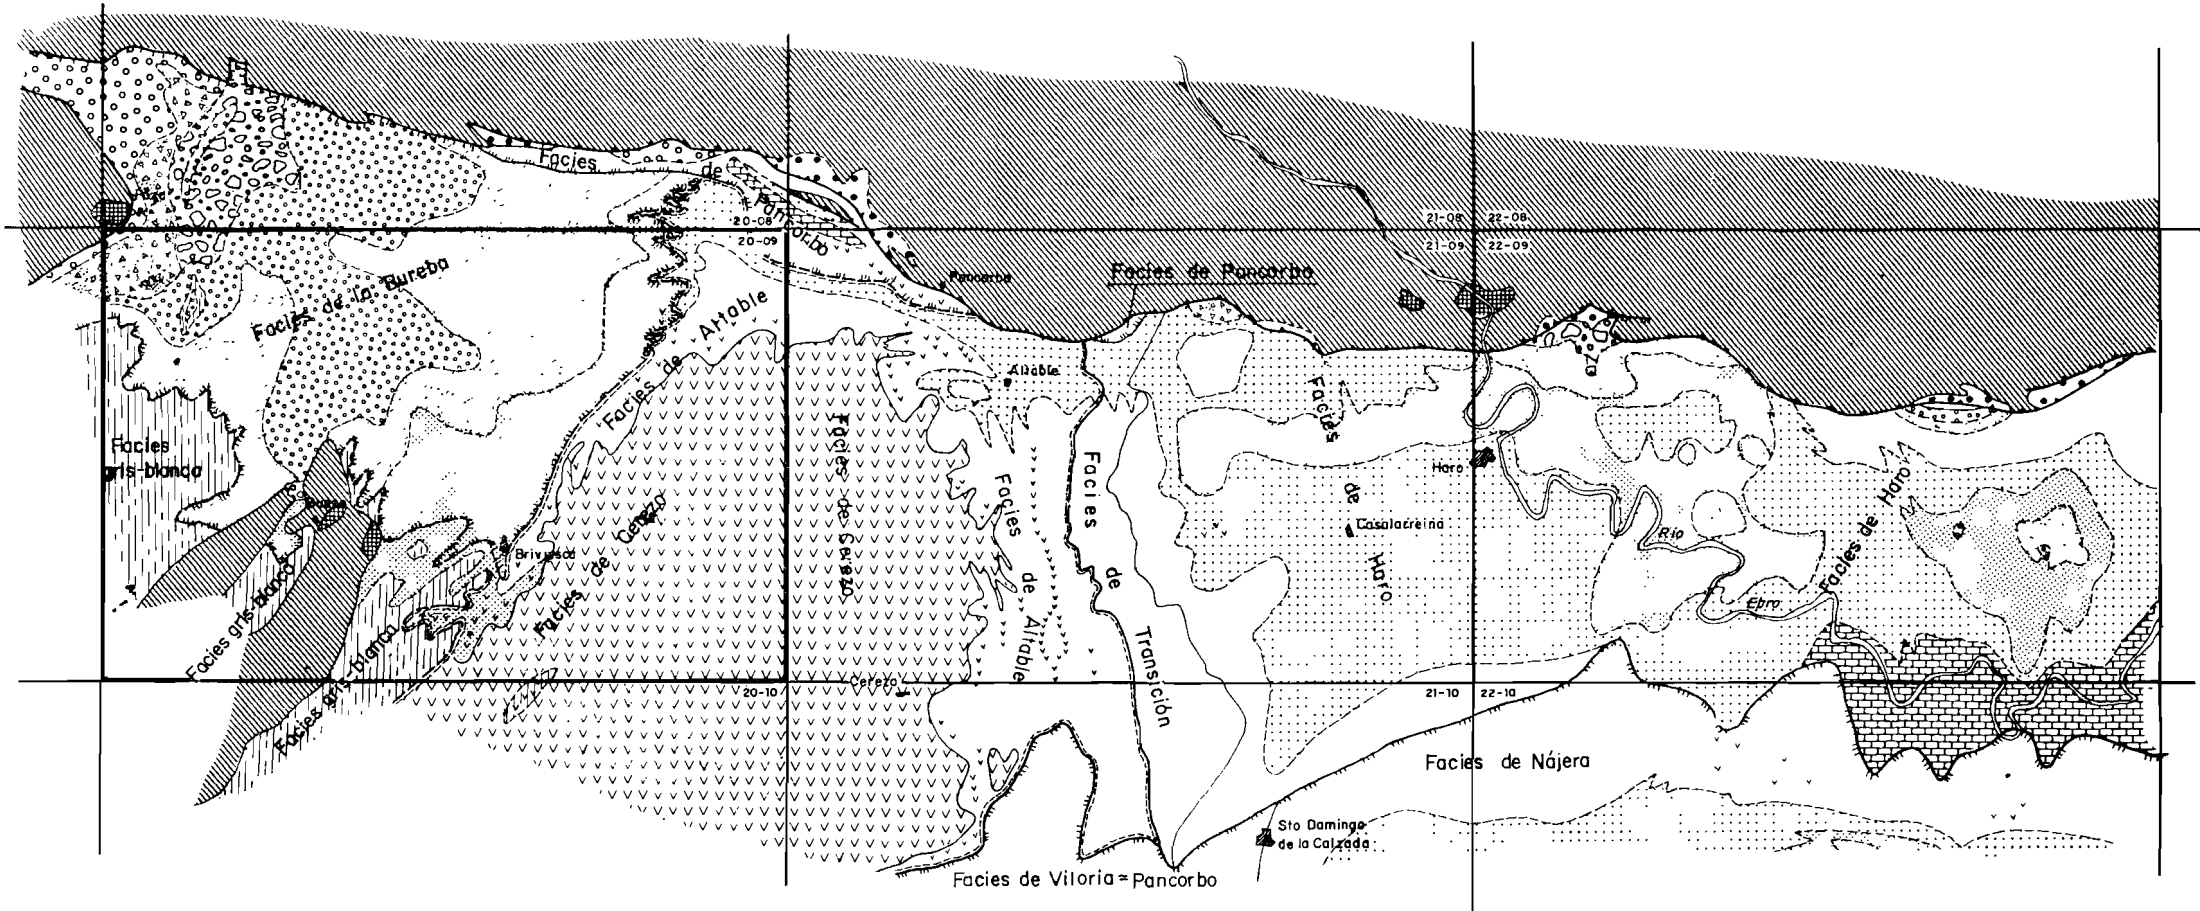 Facies de Pancorbo
20-08
20-09
21-08 22-08
21-09 22-09
Pancorbo
Facies de Pancorbo
Facies de la Bureba
Facies de Altable
Altable
Facies
gris-blanca
Facies de Cerezo
Facies de Cerezo
Facies de Altable
Facies de Transición
Facies de Haro
Haro
Casalarreina
Facies de Haro
Río
Ebro
Briviesca
Facies gris-blanca
Facies gris-blanca
20-10
Cerezo
21-10 22-10
Facies de Nájera
Sto Domingo
de la Calzada
Facies de Viloria = Pancorbo